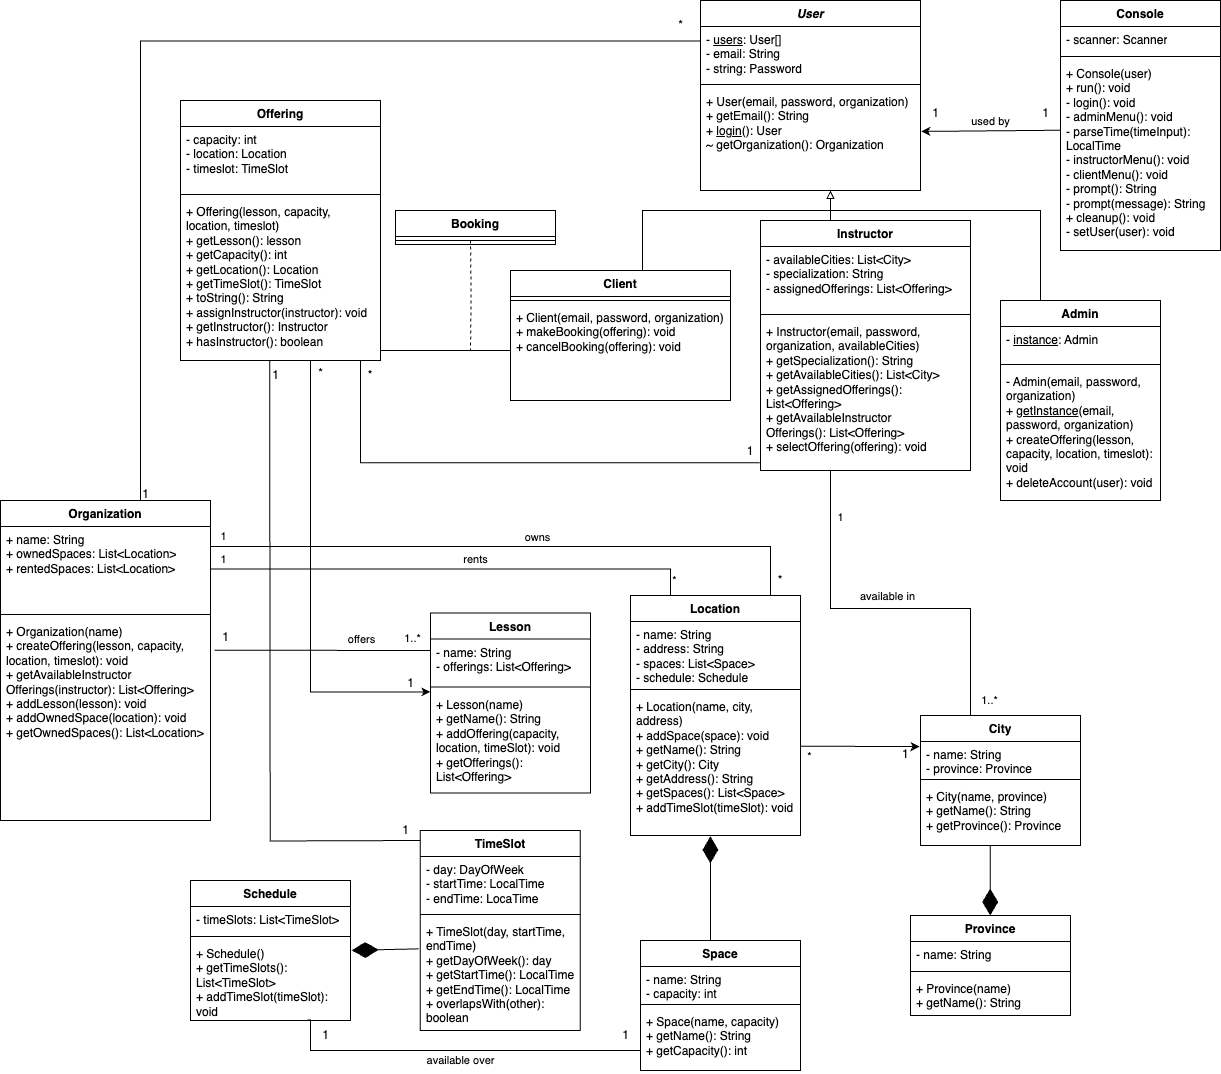 User
- users: User[]
- email: String
- string: Password
+ User(email, password, organization)
+ getEmail(): String
+ login(): User
~ getOrganization(): Organization
Console
- scanner: Scanner
+ Console(user)
+ run(): void
- login(): void
- adminMenu(): void
- parseTime(timeInput):
LocalTime
- instructorMenu(): void
- clientMenu(): void
- prompt(): String
- prompt(message): String
+ cleanup(): void
- setUser(user): void
*
1
used by
1
Offering
- capacity: int
- location: Location
- timeslot: TimeSlot
+ Offering(lesson, capacity,
location, timeslot)
+ getLesson(): lesson
+ getCapacity(): int
+ getLocation(): Location
+ getTimeSlot(): TimeSlot
+ toString(): String
+ assignInstructor(instructor): void
+ getInstructor(): Instructor
+ hasInstructor(): boolean
Booking
Client
+ Client(email, password, organization)
+ makeBooking(offering): void
+ cancelBooking(offering): void
Instructor
- availableCities: List<City>
- specialization: String
- assignedOfferings: List<Offering>
+ Instructor(email, password,
organization, availableCities)
+ getSpecialization(): String
+ getAvailableCities(): List<City>
+ getAssignedOfferings():
List<Offering>
+ getAvailableInstructor
Offerings(): List<Offering>
+ selectOffering(offering): void
Admin
- instance: Admin
- Admin(email, password,
organization)
+ getInstance(email,
password, organization)
+ createOffering(lesson,
capacity, location, timeslot):
void
+ deleteAccount(user): void
1
*
*
1
1
Organization
+ name: String
+ ownedSpaces: List<Location>
+ rentedSpaces: List<Location>
+ Organization(name)
+ createOffering(lesson, capacity,
location, timeslot): void
+ getAvailableInstructor
Offerings(instructor): List<Offering>
+ addLesson(lesson): void
+ addOwnedSpace(location): void
+ getOwnedSpaces(): List<Location>
1
owns
*
1
rents
*
1
available in
1..*
1
offers
1..*
1
Lesson
- name: String
- offerings: List<Offering>
+ Lesson(name)
+ getName(): String
+ addOffering(capacity,
location, timeSlot): void
+ getOfferings():
List<Offering>
Location
- name: String
- address: String
- spaces: List<Space>
- schedule: Schedule
+ Location(name, city,
address)
+ addSpace(space): void
+ getName(): String
+ getCity(): City
+ getAddress(): String
+ getSpaces(): List<Space>
+ addTimeSlot(timeSlot): void
*
1
City
- name: String
- province: Province
+ City(name, province)
+ getName(): String
+ getProvince(): Province
1
TimeSlot
- day: DayOfWeek
- startTime: LocalTime
- endTime: LocaTime
+ TimeSlot(day, startTime,
endTime)
+ getDayOfWeek(): day
+ getStartTime(): LocalTime
+ getEndTime(): LocalTime
+ overlapsWith(other):
boolean
Schedule
- timeSlots: List<TimeSlot>
+ Schedule()
+ getTimeSlots():
List<TimeSlot>
+ addTimeSlot(timeSlot):
void
Space
- name: String
- capacity: int
+ Space(name, capacity)
+ getName(): String
+ getCapacity(): int
Province
- name: String
+ Province(name)
+ getName(): String
1
available over
1